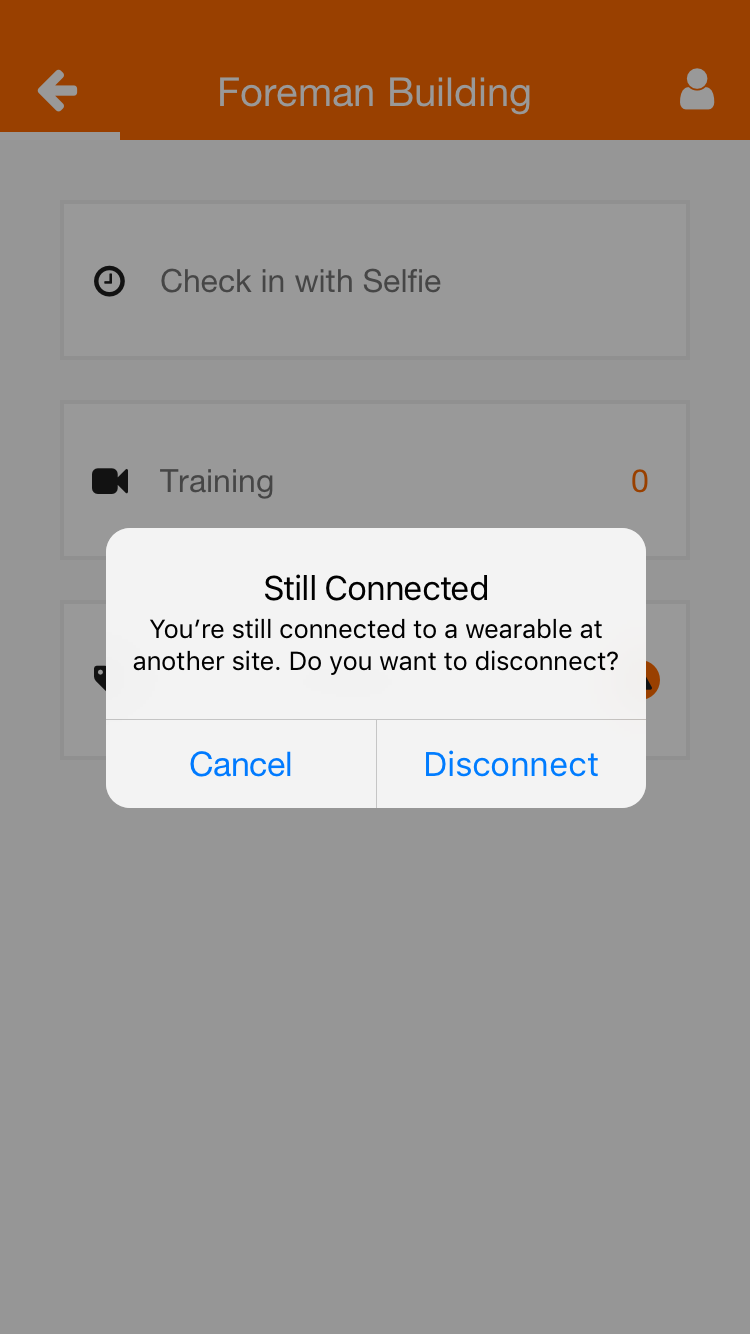 Foreman Building
Check in with Selfie
Training 0
Still Connected
You’re still connected to a wearable at
another site. Do you want to disconnect?
Cancel Disconnect